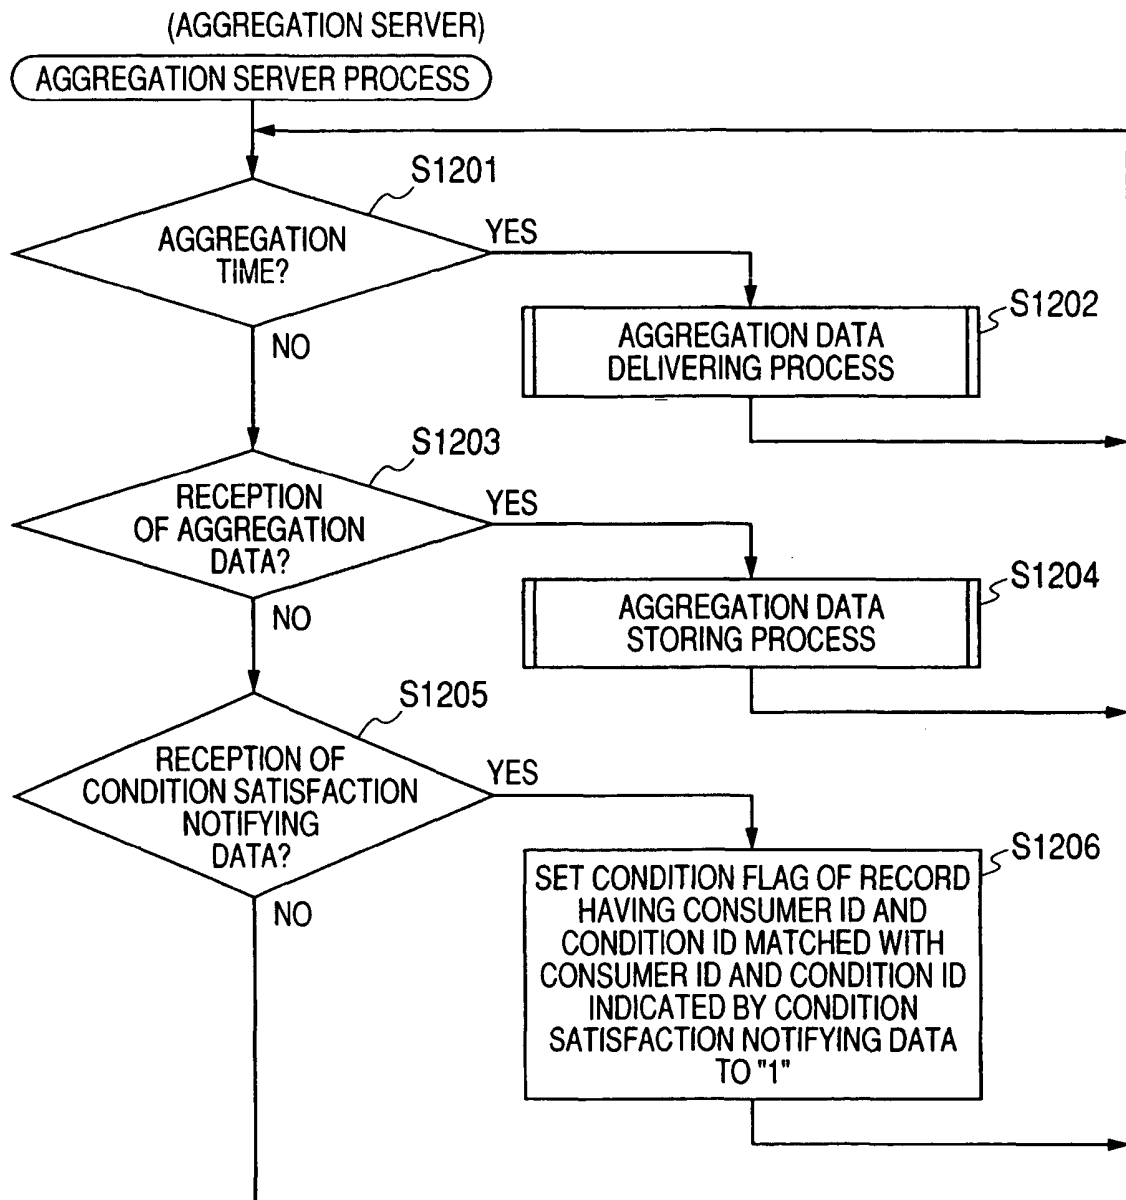 (AGGREGATION SERVER)
AGGREGATION SERVER PROCESS
S1201
AGGREGATION
TIME?
YES
NO
S1202
AGGREGATION DATA
DELIVERING PROCESS
S1203
RECEPTION
OF AGGREGATION
DATA?
YES
NO
S1204
AGGREGATION DATA
STORING PROCESS
S1205
RECEPTION OF
CONDITION SATISFACTION
NOTIFYING
DATA?
YES
NO
S1206
SET CONDITION FLAG OF RECORD
HAVING CONSUMER ID AND
CONDITION ID MATCHED WITH
CONSUMER ID AND CONDITION ID
INDICATED BY CONDITION
SATISFACTION NOTIFYING DATA
TO "1"